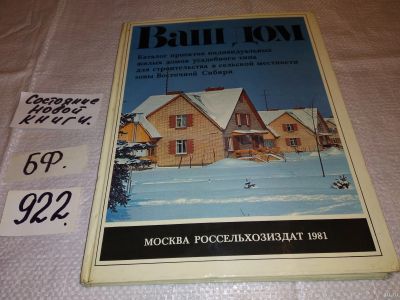 Ваш дом
Каталог проектов индивидуальных
жилых домов усадебного типа
для строительства в сельской местности
зоны Восточной Сибири
МОСКВА РОССЕЛЬХОЗИЗДАТ 1981
Состояние
новой
книги.
БФ.
922.